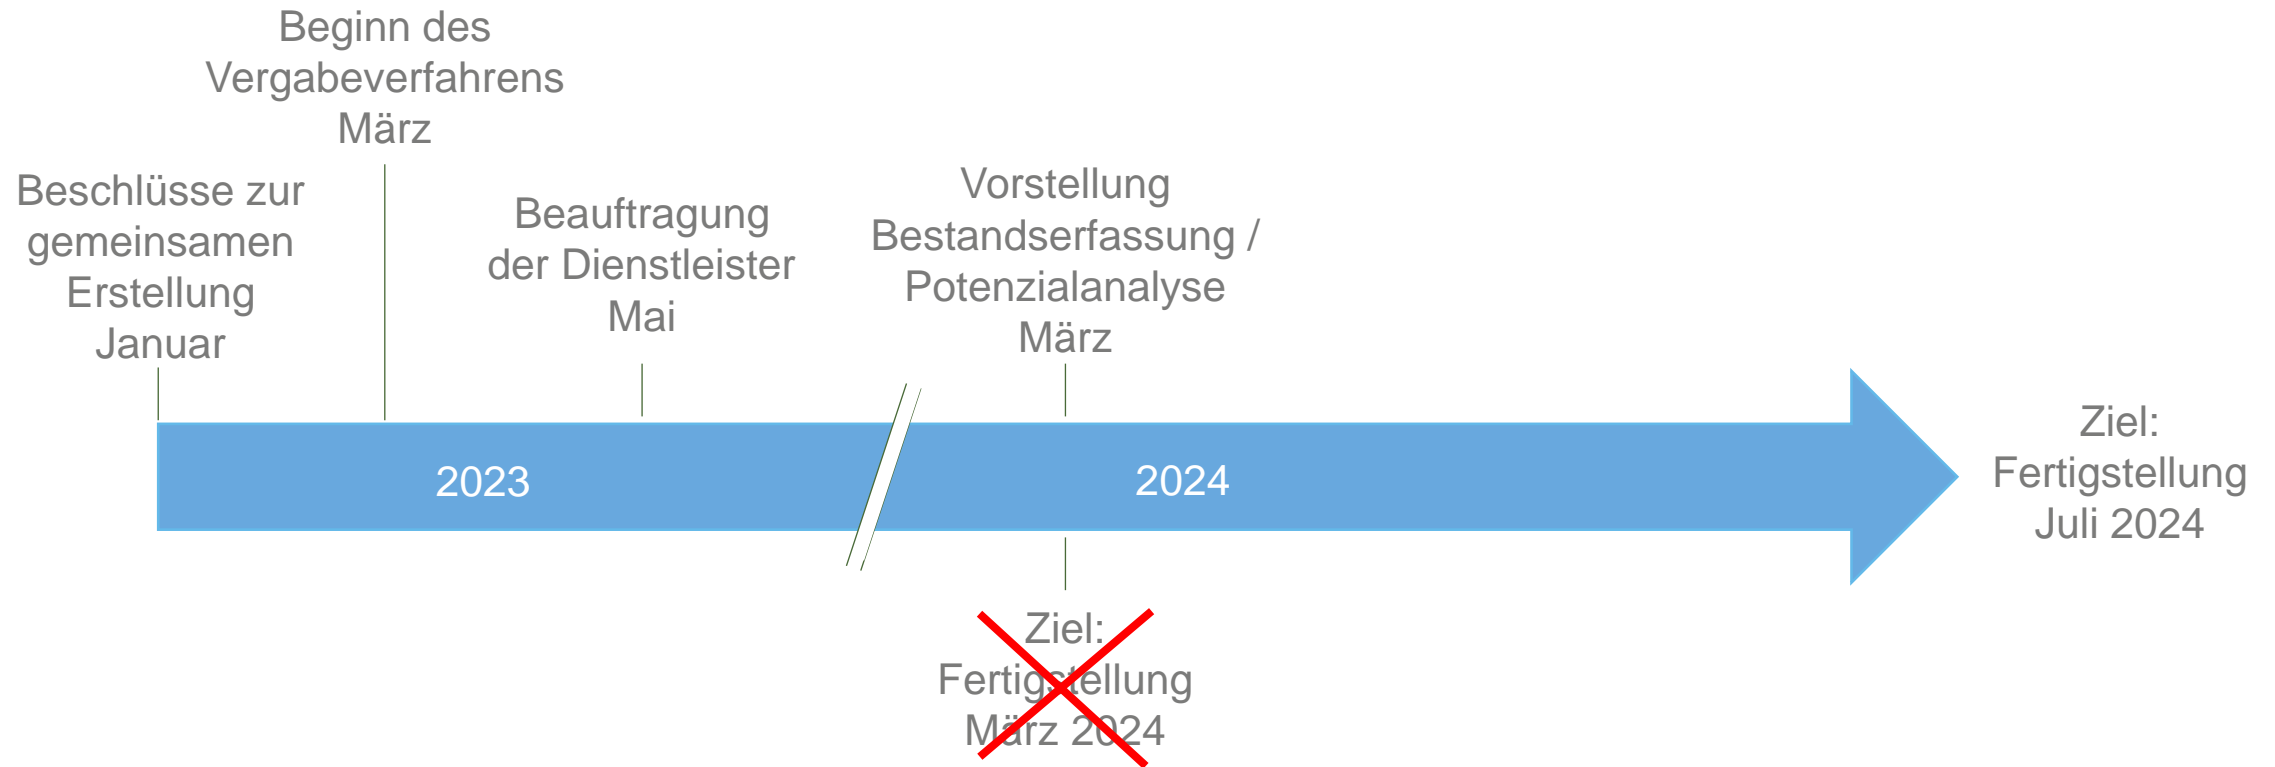 Beginn des
Vergabeverfahrens
März
Beschlüsse zur
gemeinsamen
Erstellung
Januar
Beauftragung
der Dienstleister
Mai
Vorstellung
Bestandserfassung /
Potenzialanalyse
März
2023
2024
Ziel:
Fertigstellung
Juli 2024
Ziel:
Fertigstellung
März 2024